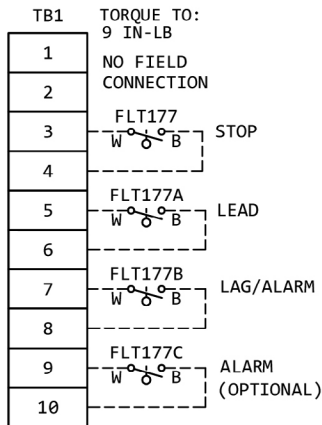 TB1
TORQUE TO:
9 IN-LB
1
NO FIELD
CONNECTION
2
FLT177
3
W B
STOP
4
FLT177A
5
W B
LEAD
6
FLT177B
7
W B
LAG/ALARM
8
FLT177C
9
W B
ALARM
(OPTIONAL)
10